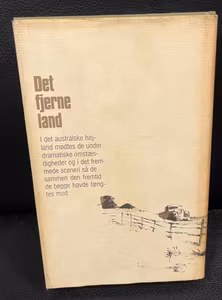 Det
fjerne
land
I det australske høj-
land mødtes de under
dramatiske omstæn-
digheder og i det frem-
mede sceneri så de
sammen den fremtid
de begge havde læng-
tes mod.